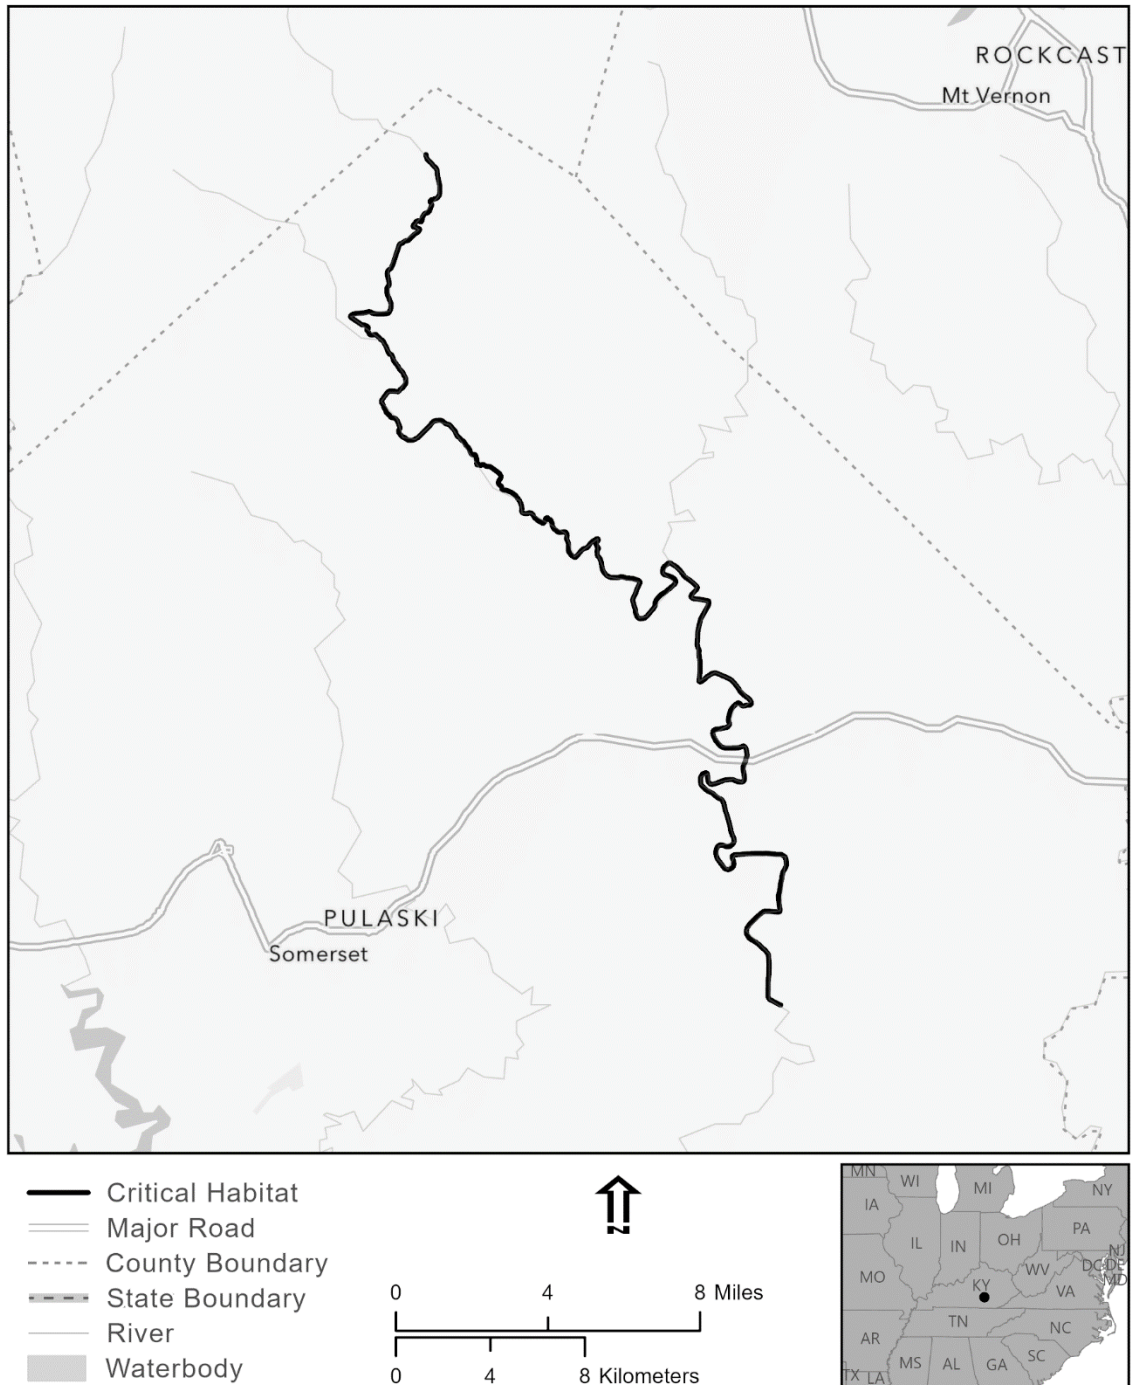 ROCKCAST
Mt Vernon
PULASKI
Somerset
Critical Habitat
Major Road
County Boundary
State Boundary
River
Waterbody
N
0 4 8 Miles
0 4 8 Kilometers
MN WI MI NY
IA IL IN OH PA NJ
MO KY WV VA DC DE MD
TN NC
AR MS AL GA SC
TX LA